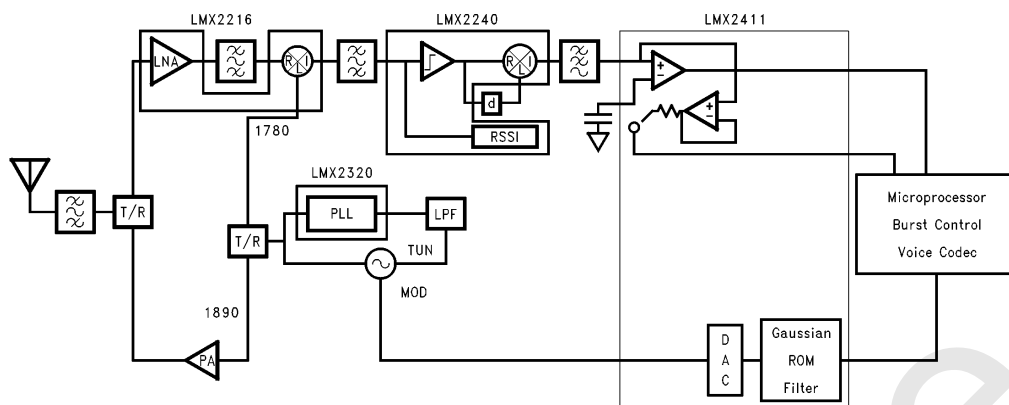 LMX2216
LMX2240
LMX2411
LNA
R I
L
R I
L
d
RSSI
+
−
+
−
1780
LMX2320
T/R
T/R
PLL
LPF
TUN
MOD
Microprocessor
Burst Control
Voice Codec
1890
PA
D
A
C
Gaussian
ROM
Filter
e